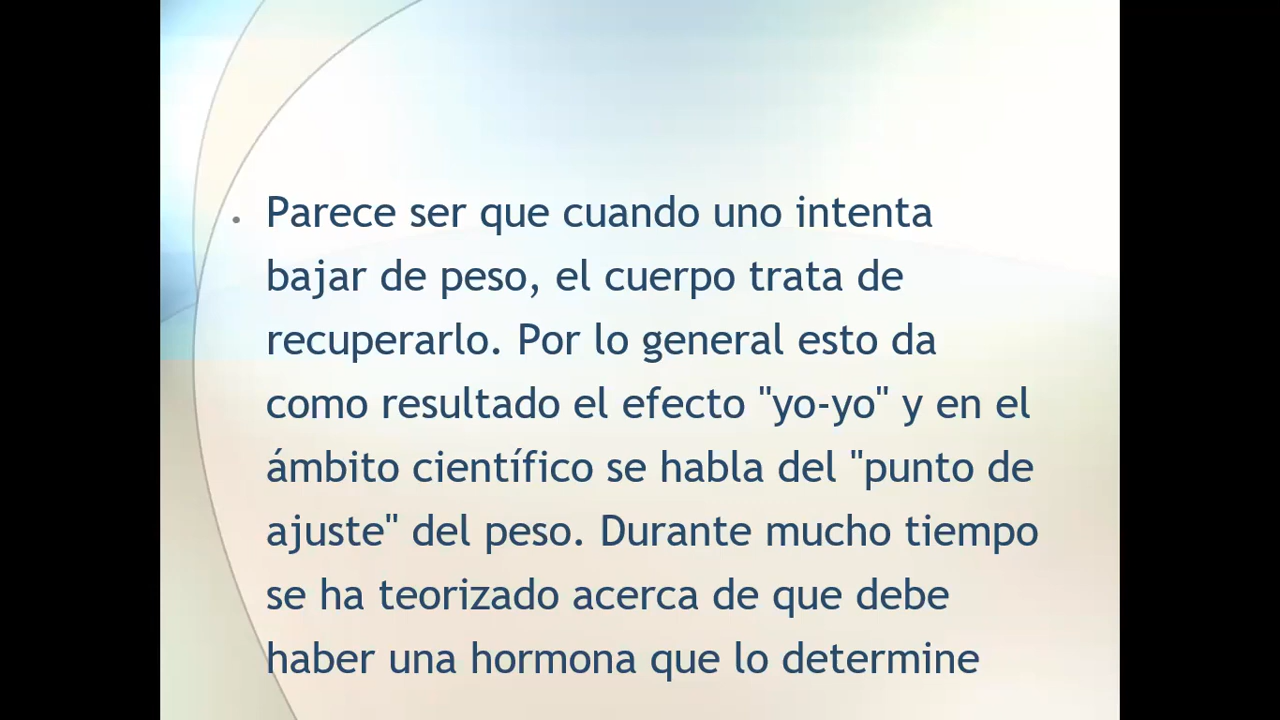 • Parece ser que cuando uno intenta
bajar de peso, el cuerpo trata de
recuperarlo. Por lo general esto da
como resultado el efecto "yo-yo" y en el
ámbito científico se habla del "punto de
ajuste" del peso. Durante mucho tiempo
se ha teorizado acerca de que debe
haber una hormona que lo determine